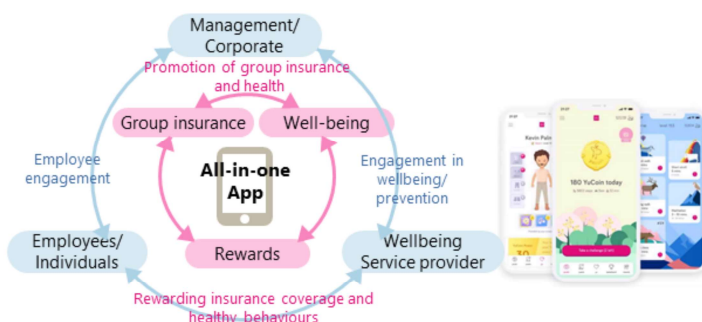 Management/
Corporate
Promotion of group insurance
and health
Group insurance
Well-being
Employee
engagement
All-in-one
App
Engagement in
wellbeing/
prevention
Employees/
Individuals
Rewards
Wellbeing
Service provider
Rewarding insurance coverage and
healthy behaviours
180 YuCoin today